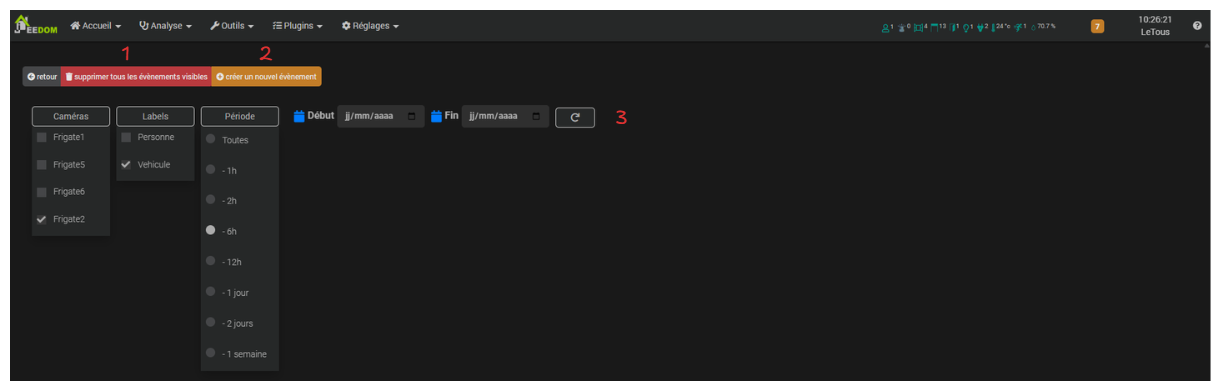 JEEDOM Accueil Analyse Outils Plugins Réglages 1 0 4 13 1 1 2 24°c 1 70.7 % 7 10:26:21
LeTous
1 2
retour supprimer tous les évènements visibles créer un nouvel évènement
Caméras Labels Période Début jj/mm/aaaa Fin jj/mm/aaaa 3
Frigate1 Personne Toutes
Frigate5 Vehicule - 1h
Frigate6 - 2h
Frigate2 - 6h
- 12h
- 1 jour
- 2 jours
- 1 semaine